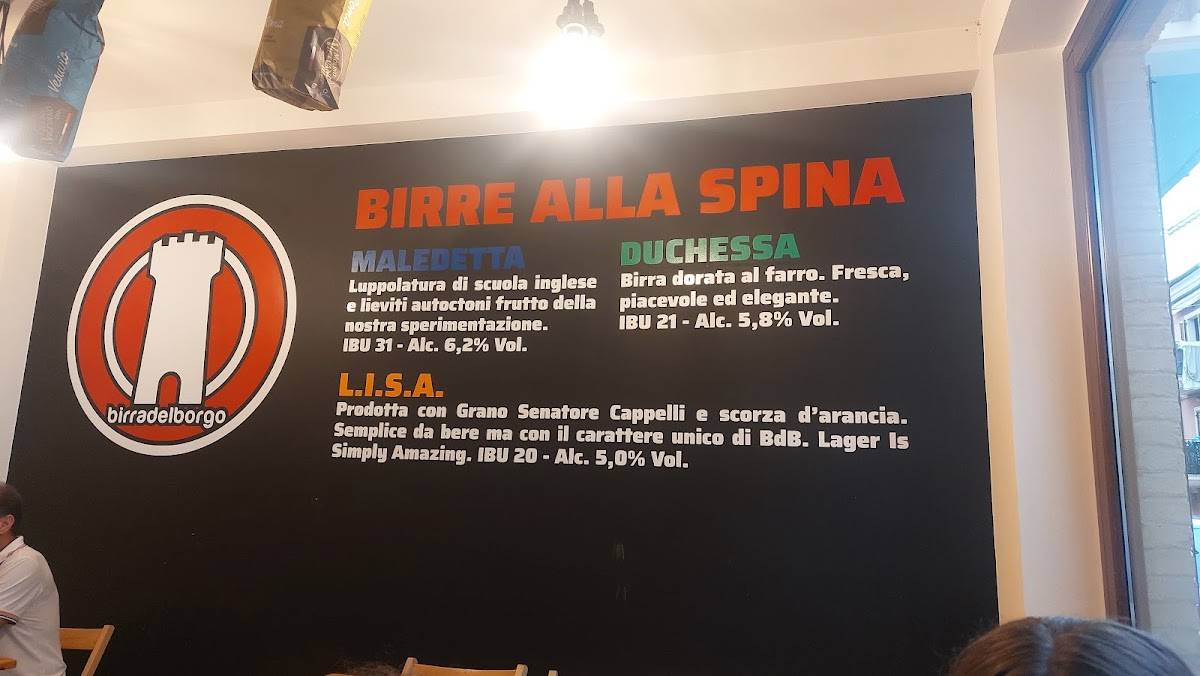 Vesuvio
BIRRE ALLA SPINA
MALEDETTA
Luppolatura di scuola inglese
e lieviti autoctoni frutto della
nostra sperimentazione.
IBU 31 - Alc. 6,2% Vol.
DUCHESSA
Birra dorata al farro. Fresca,
piacevole ed elegante.
IBU 21 - Alc. 5,8% Vol.
L.I.S.A.
Prodotta con Grano Senatore Cappelli e scorza d'arancia.
Semplice da bere ma con il carattere unico di BdB. Lager Is
Simply Amazing. IBU 20 - Alc. 5,0% Vol.
birradelborgo